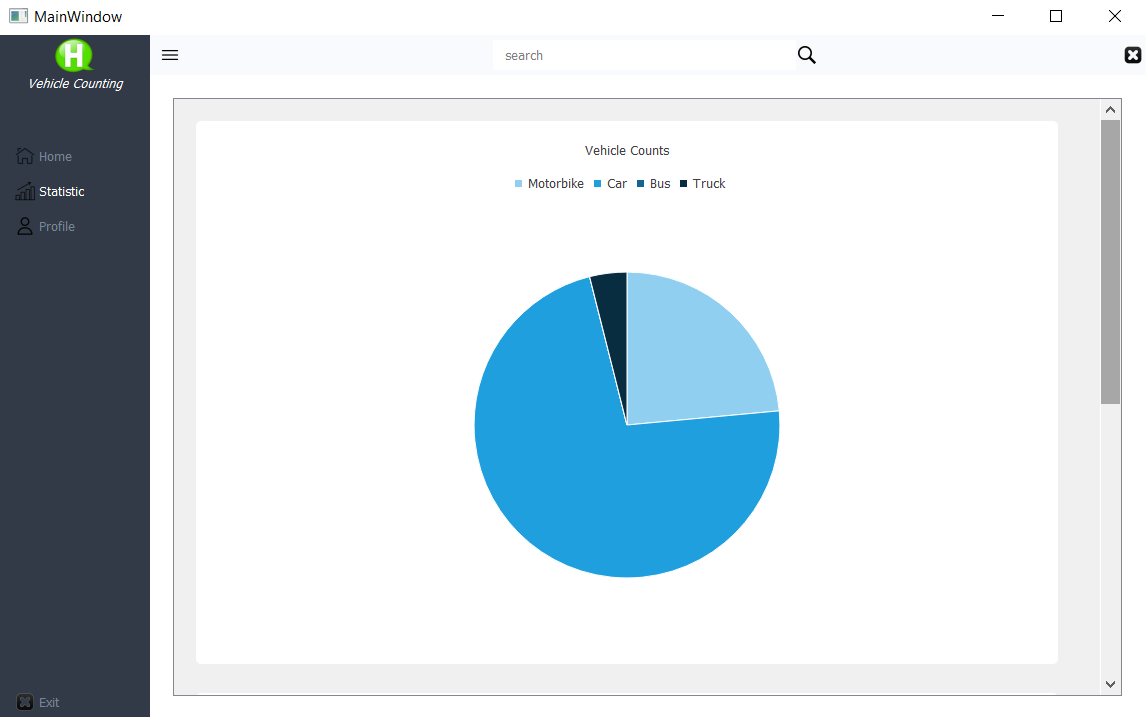 MainWindow
H
Vehicle Counting
search
Home
Statistic
Profile
Vehicle Counts
Motorbike Car Bus Truck
Exit